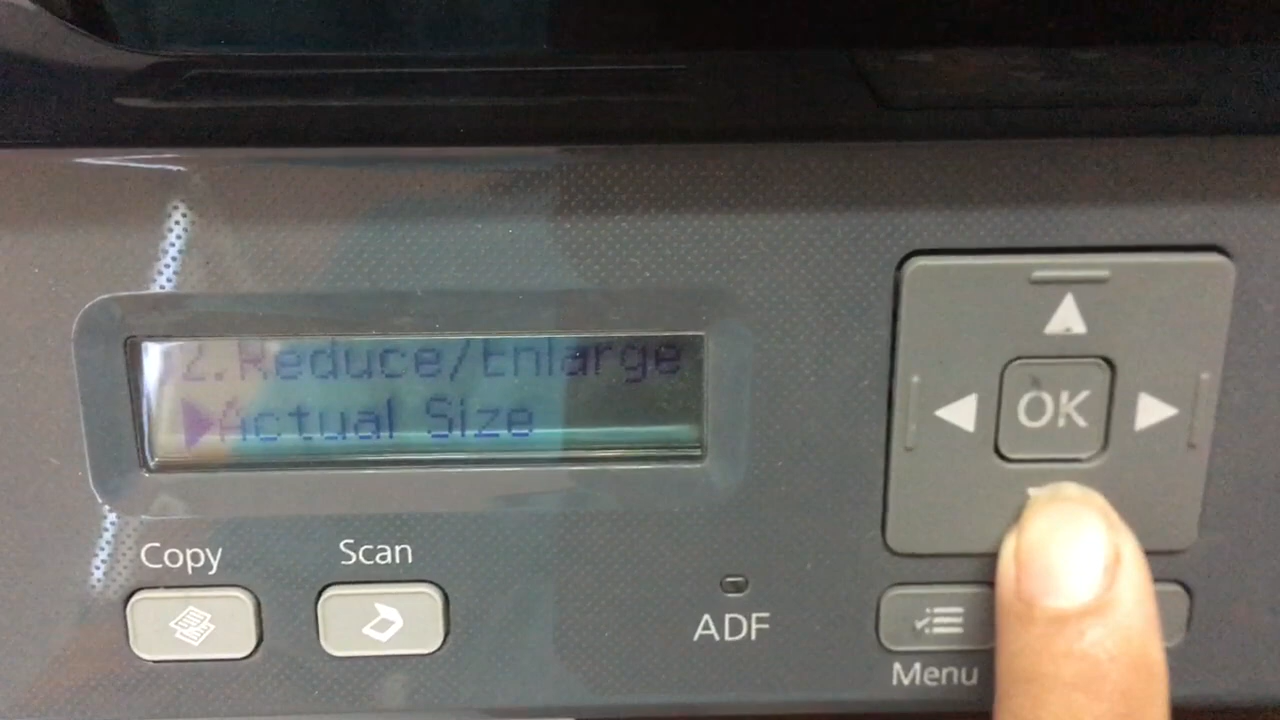 2.Reduce/Enlarge
▶Actual Size
OK
Copy
Scan
ADF
Menu